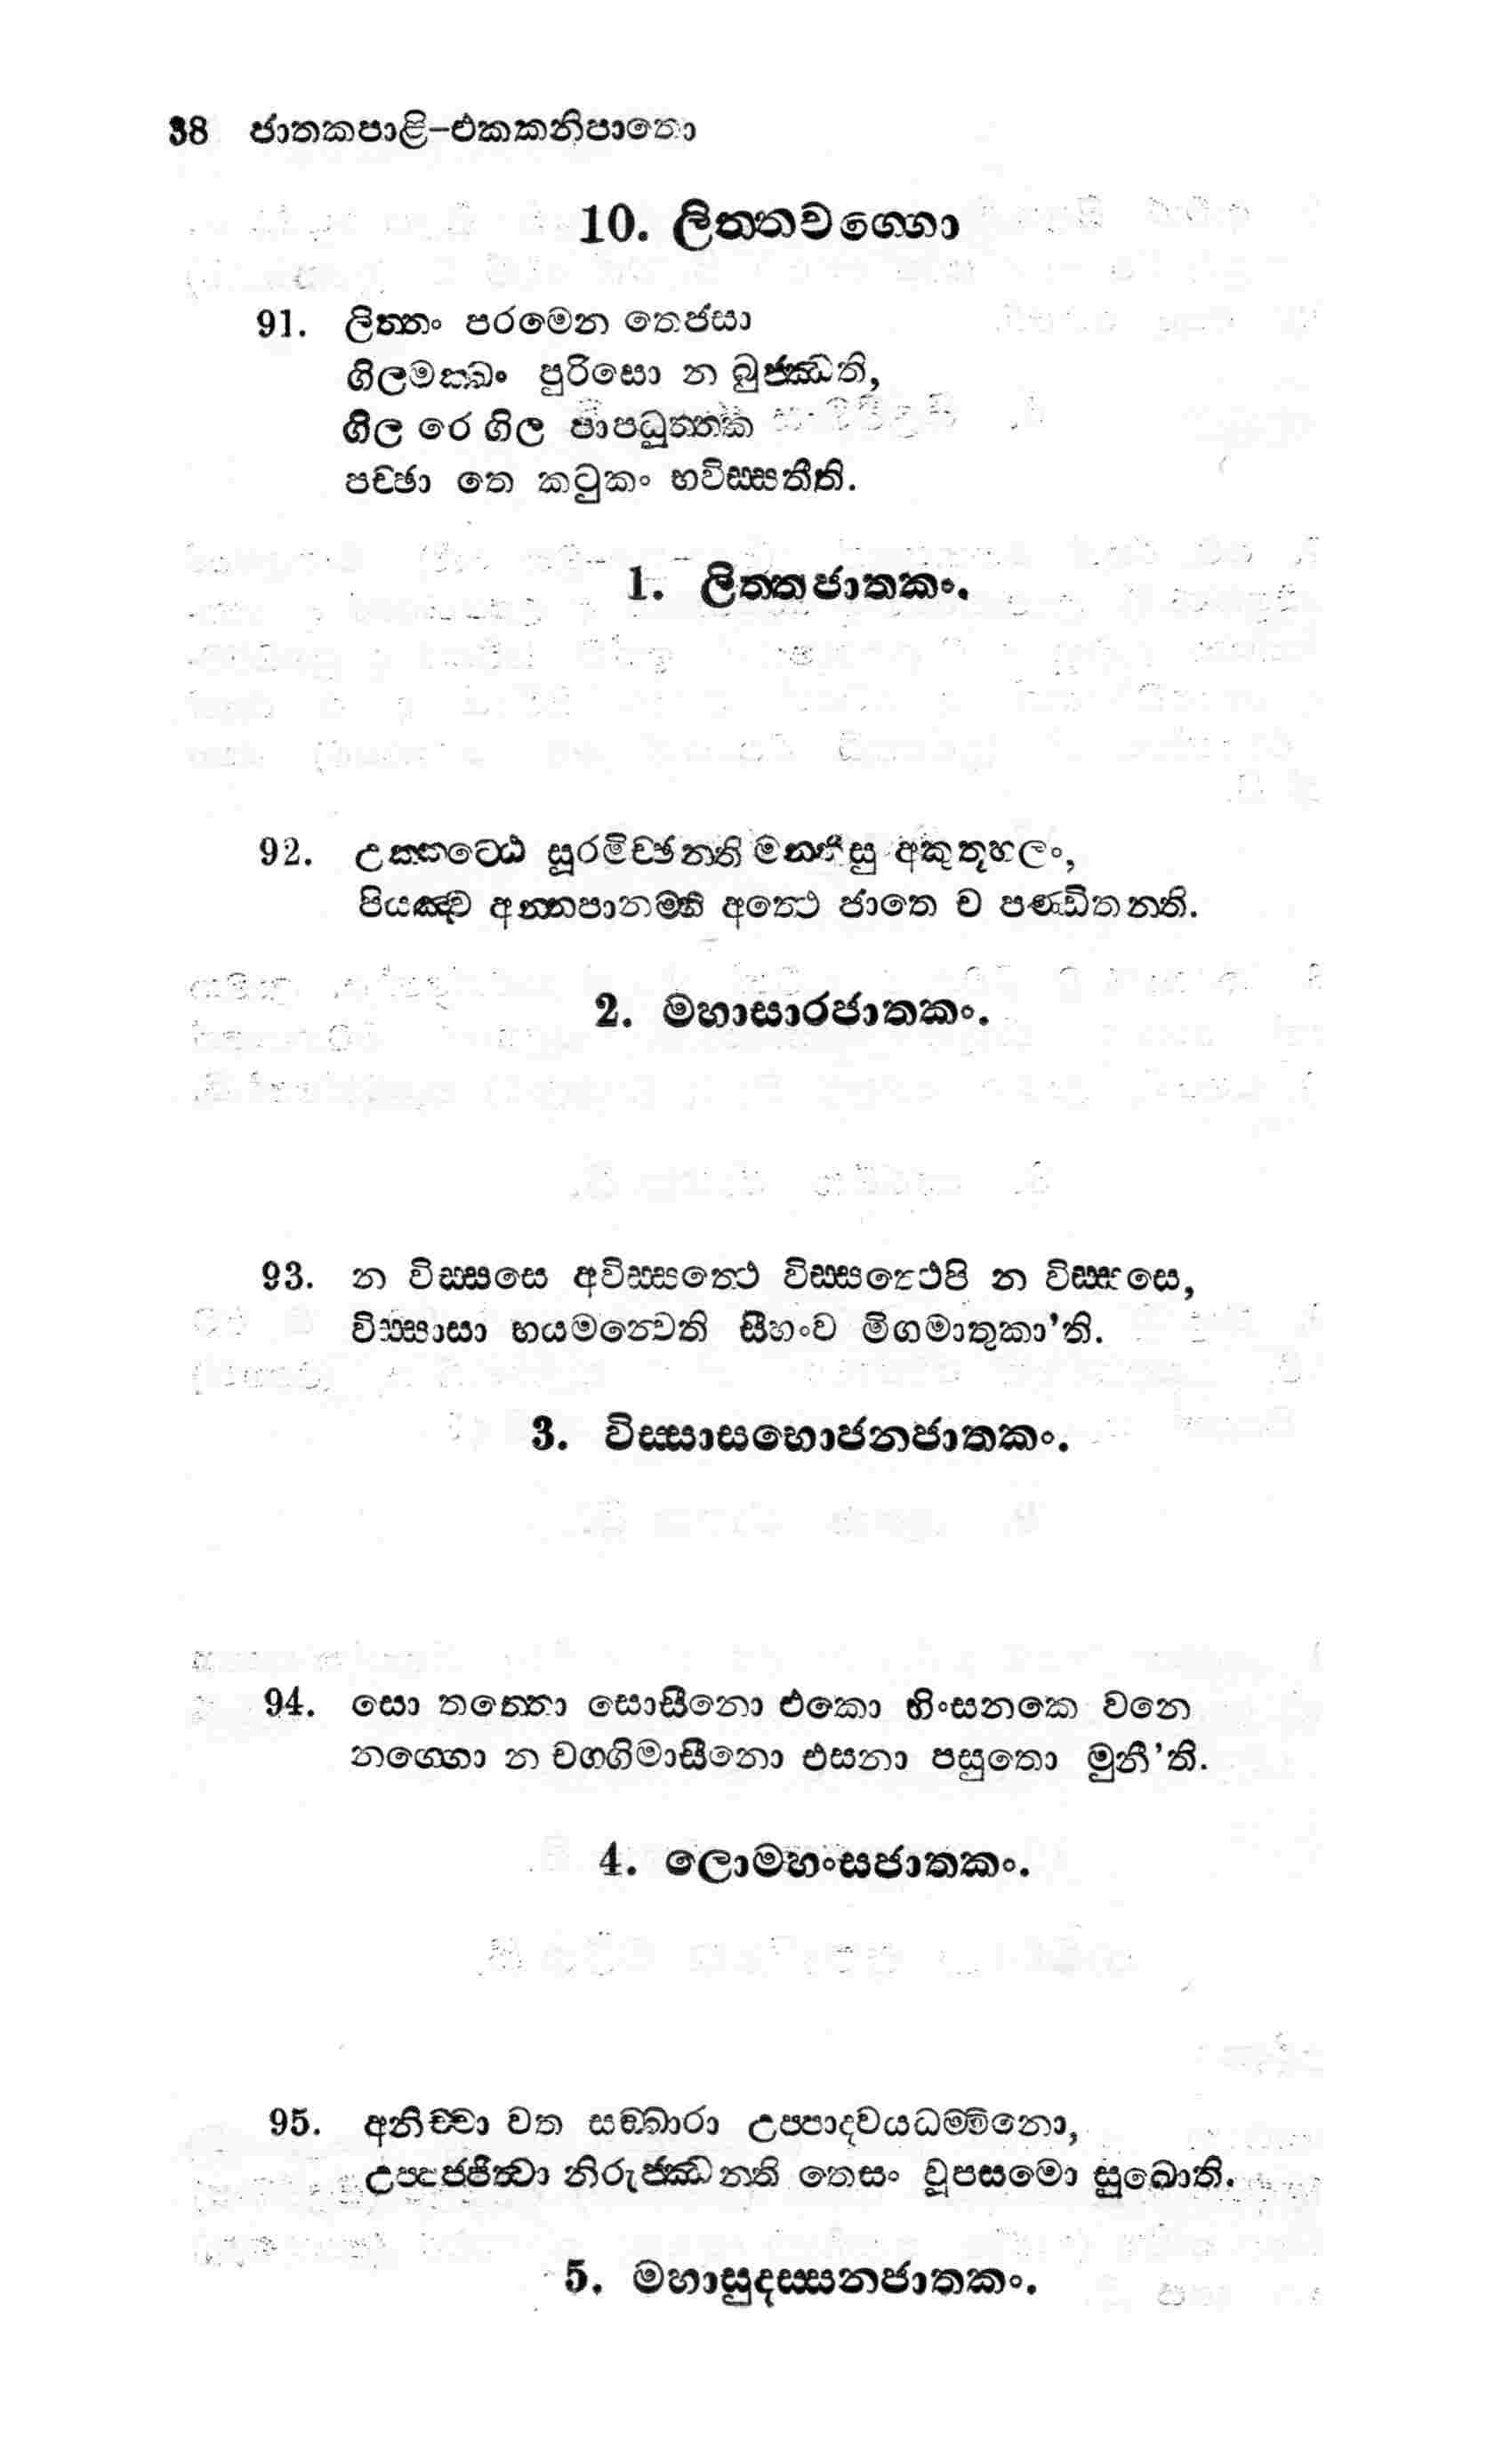 38 ජාතකපාළි-එකකනිපාතො
10. ලිත්තවග්ගො
91. ලිත්තං පරමෙන තෙජසා
ගිලමක්ඛං පුරිසො න බුජ්ඣති,
ගිල රෙ ගිල පාපධුත්තක
පච්ඡා තෙ කටුකං භවිස්සතීති.
1. ලිත්තජාතකං.
92. උක්කට්ඨෙ සූරමිච්ඡන්ති මන්තීසු අකුතූහලං,
පියඤ්ච අන්නපානම්හි අත්ථෙ ජාතෙ ච පණ්ඩිතන්ති.
2. මහාසාරජාතකං.
93. න විස්සසෙ අවිස්සත්ථෙ විස්සත්ථෙපි න විස්සසෙ,
විස්සාසා භයමන්වෙති සීහංව මිගමාතුකා’ති.
3. විස්සාසභොජනජාතකං.
94. සො තත්තො සොසීනො එකො භිංසනකෙ වනෙ
නග්ගො න චග්ගිමාසීනො එසනා පසුතො මුනී’ති.
4. ලොමහංසජාතකං.
95. අනිච්චා වත සඞ්ඛාරා උප්පාදවයධම්මිනො,
උප්පජ්ජිත්වා නිරුජ්ඣන්ති තෙසං වූපසමො සුඛොති.
5. මහාසුදස්සනජාතකං.